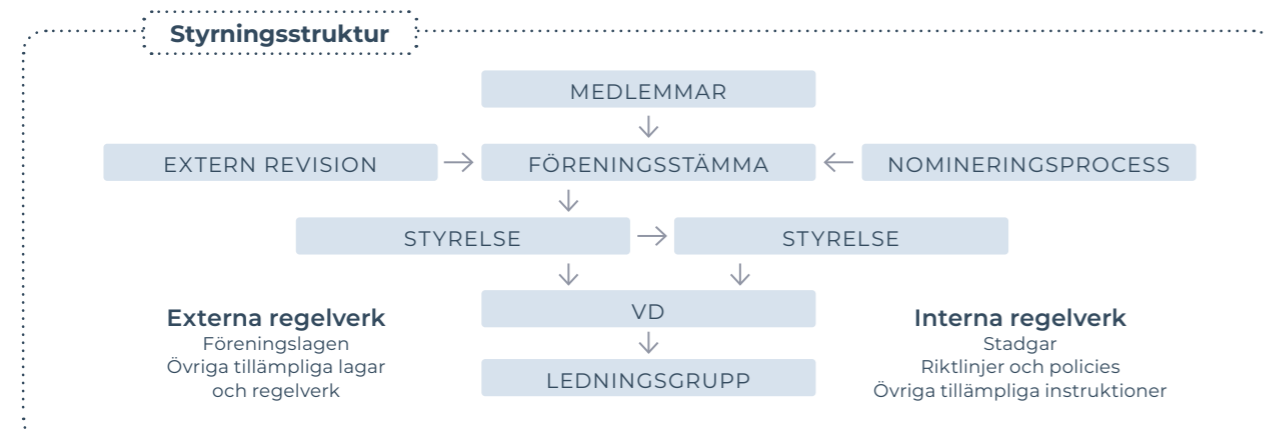 Styrningsstruktur
MEDLEMMAR
EXTERN REVISION
FÖRENINGSSTÄMMA
NOMINERINGSPROCESS
STYRELSE
STYRELSE
VD
LEDNINGSGRUPP
Externa regelverk
Föreningslagen
Övriga tillämpliga lagar
och regelverk
Interna regelverk
Stadgar
Riktlinjer och policies
Övriga tillämpliga instruktioner